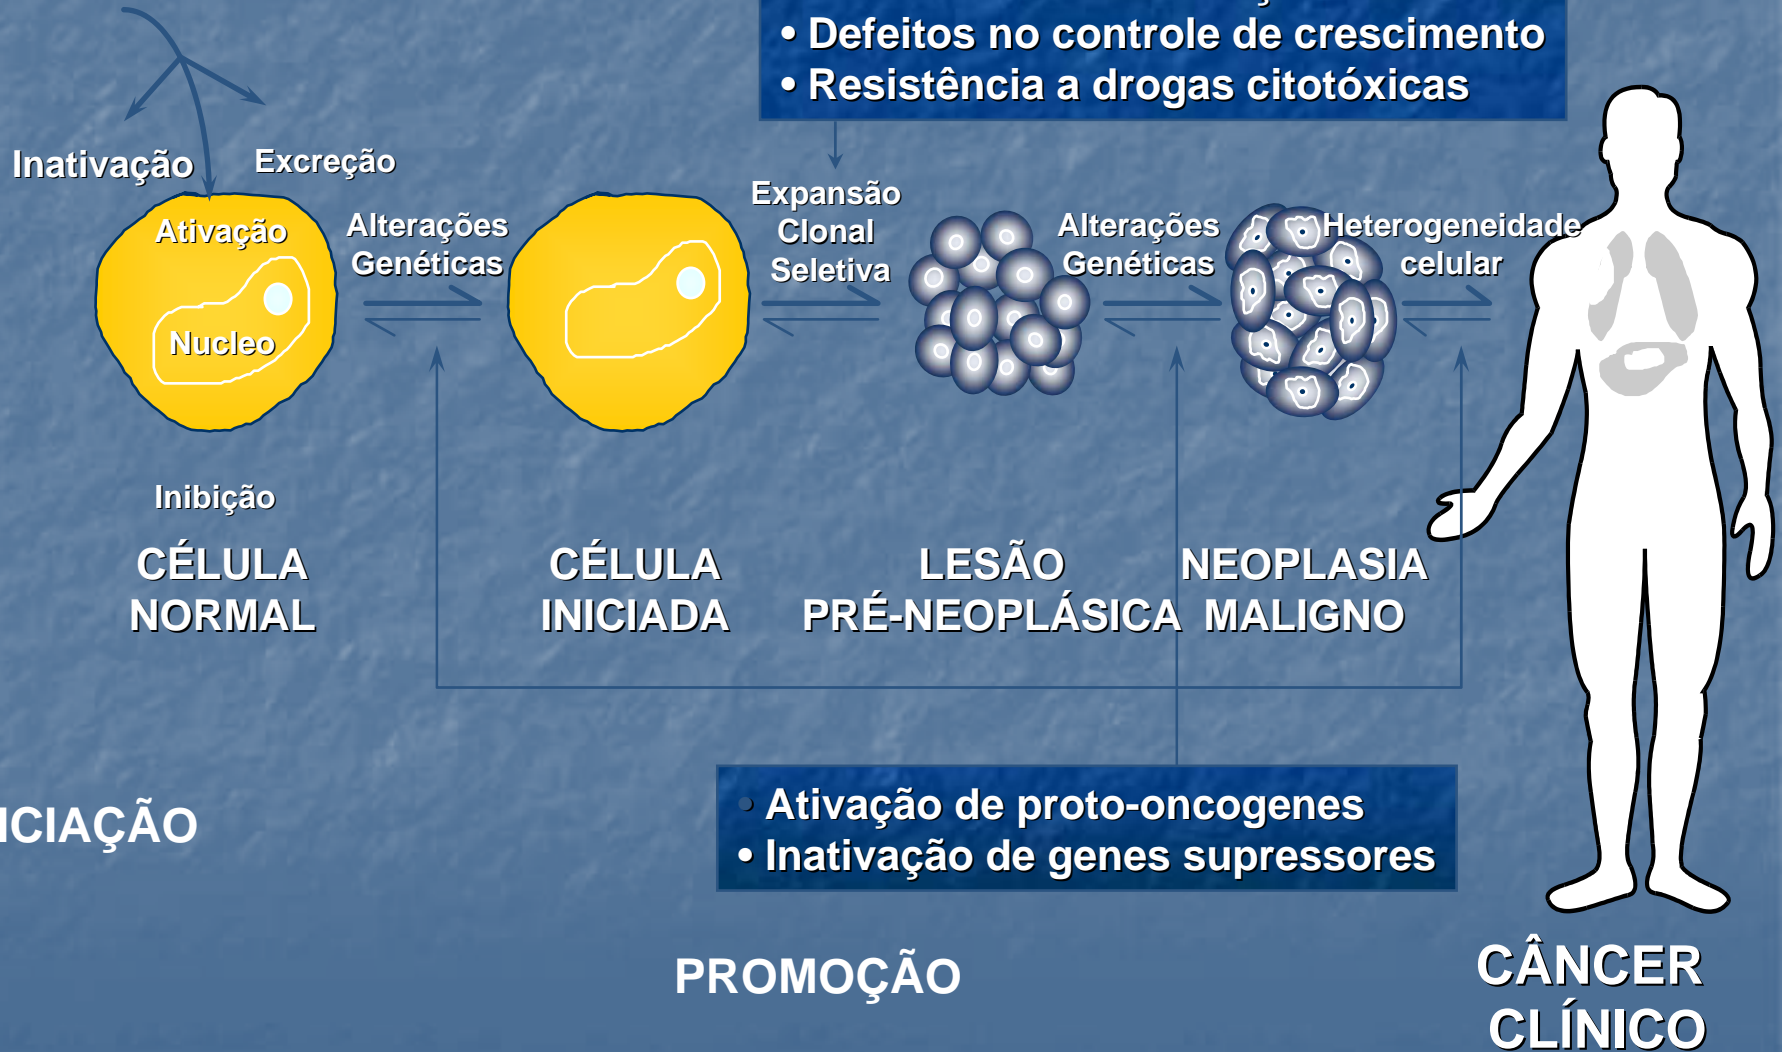 • Defeitos no controle de crescimento
• Resistência a drogas citotóxicas
Inativação
Excreção
Ativação
Nucleo
Alterações
Genéticas
Expansão
Clonal
Seletiva
Alterações
Genéticas
Heterogeneidade
celular
Inibição
CÉLULA
NORMAL
CÉLULA
INICIADA
LESÃO
PRÉ-NEOPLÁSICA
NEOPLASIA
MALIGNO
• Ativação de proto-oncogenes
• Inativação de genes supressores
ICIAÇÃO
PROMOÇÃO
CÂNCER
CLÍNICO